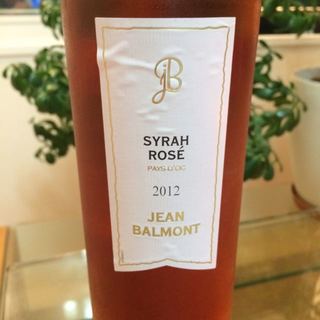 JB
SYRAH
ROSÉ
PAYS D'OC
2012
JEAN
BALMONT